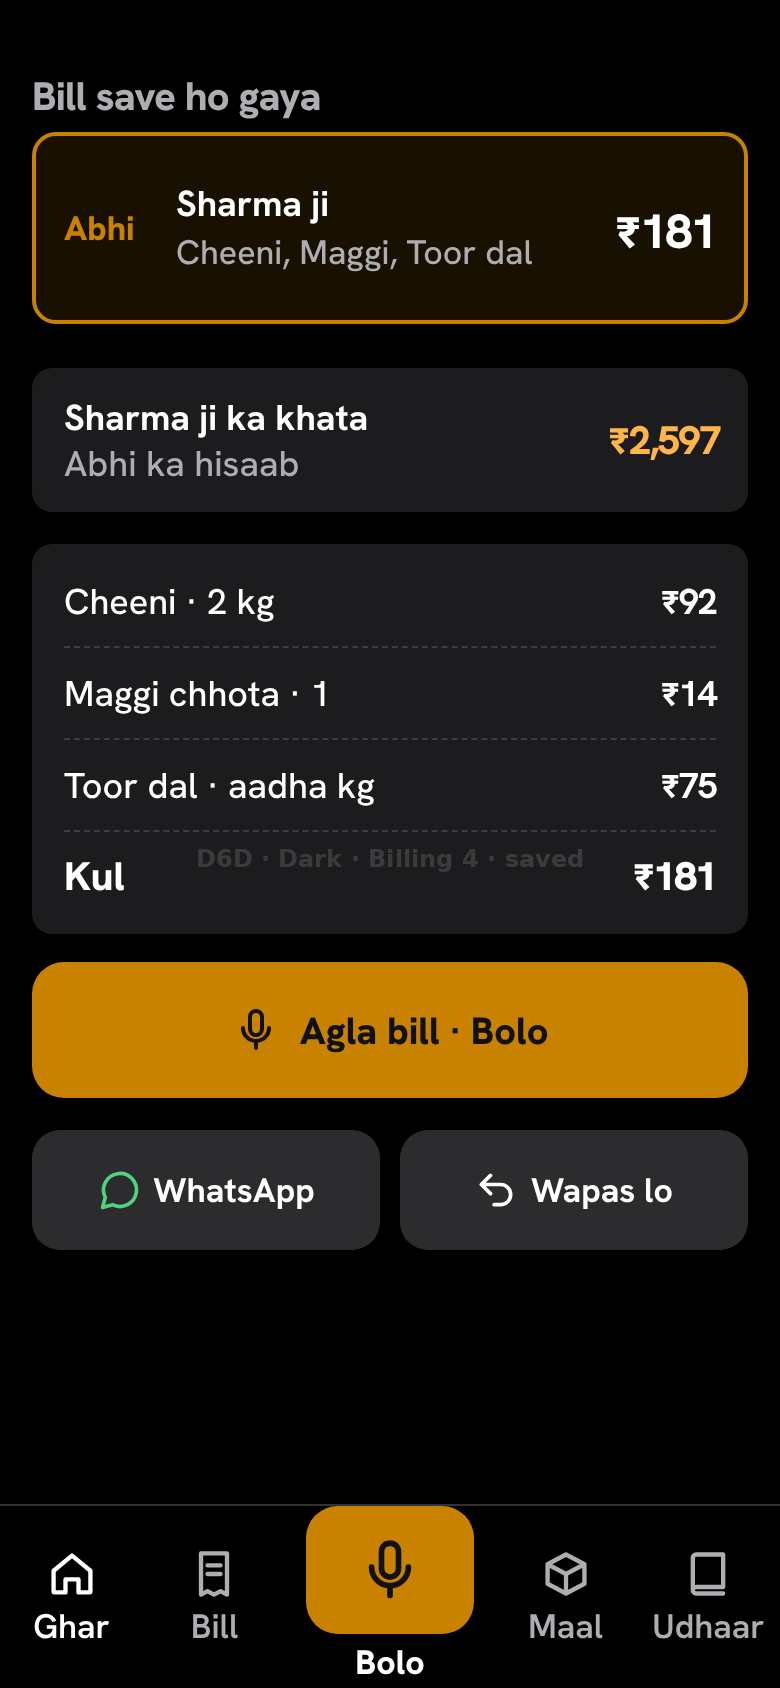 Bill save ho gaya
Abhi
Sharma ji
Cheeni, Maggi, Toor dal
₹181
Sharma ji ka khata
Abhi ka hisaab
₹2,597
Cheeni · 2 kg ₹92
Maggi chhota · 1 ₹14
Toor dal · aadha kg ₹75
D6D · Dark · Billing 4 · saved
Kul ₹181
Agla bill · Bolo
WhatsApp
Wapas lo
Ghar
Bill
Bolo
Maal
Udhaar